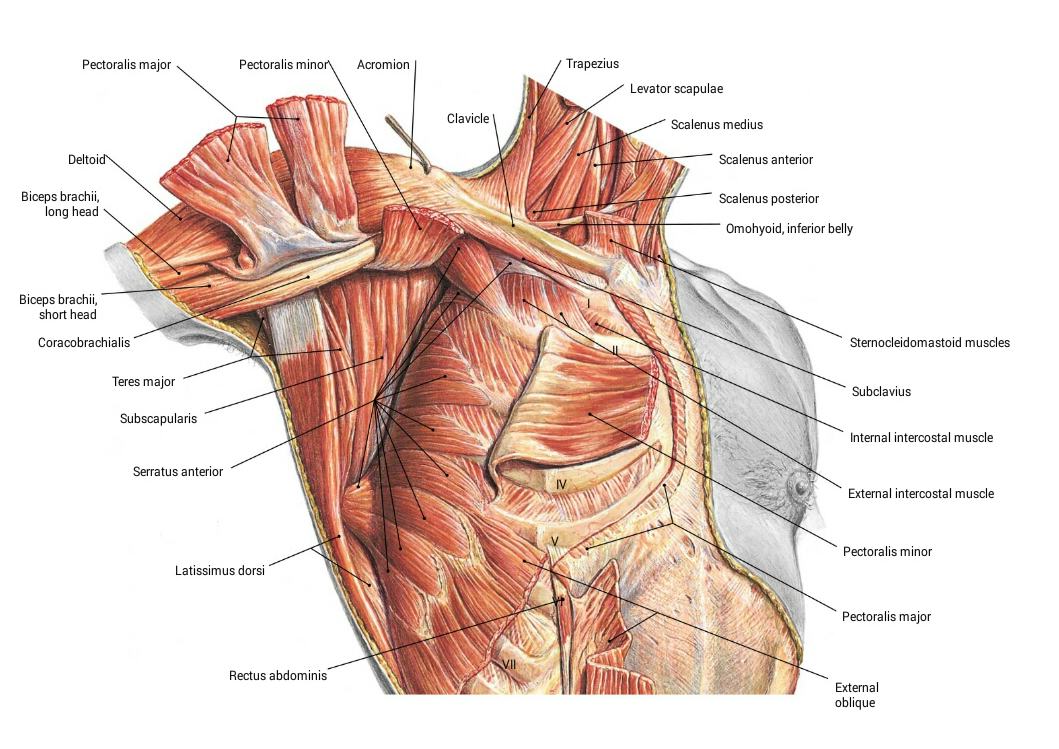 Pectoralis major
Pectoralis minor
Acromion
Trapezius
Levator scapulae
Clavicle
Scalenus medius
Deltoid
Scalenus anterior
Biceps brachii,
long head
Scalenus posterior
Omohyoid, inferior belly
Biceps brachii,
short head
I
Coracobrachialis
II
Sternocleidomastoid muscles
Teres major
Subclavius
Subscapularis
Internal intercostal muscle
Serratus anterior
IV
External intercostal muscle
V
Pectoralis minor
Latissimus dorsi
VI
Pectoralis major
VII
Rectus abdominis
External
oblique